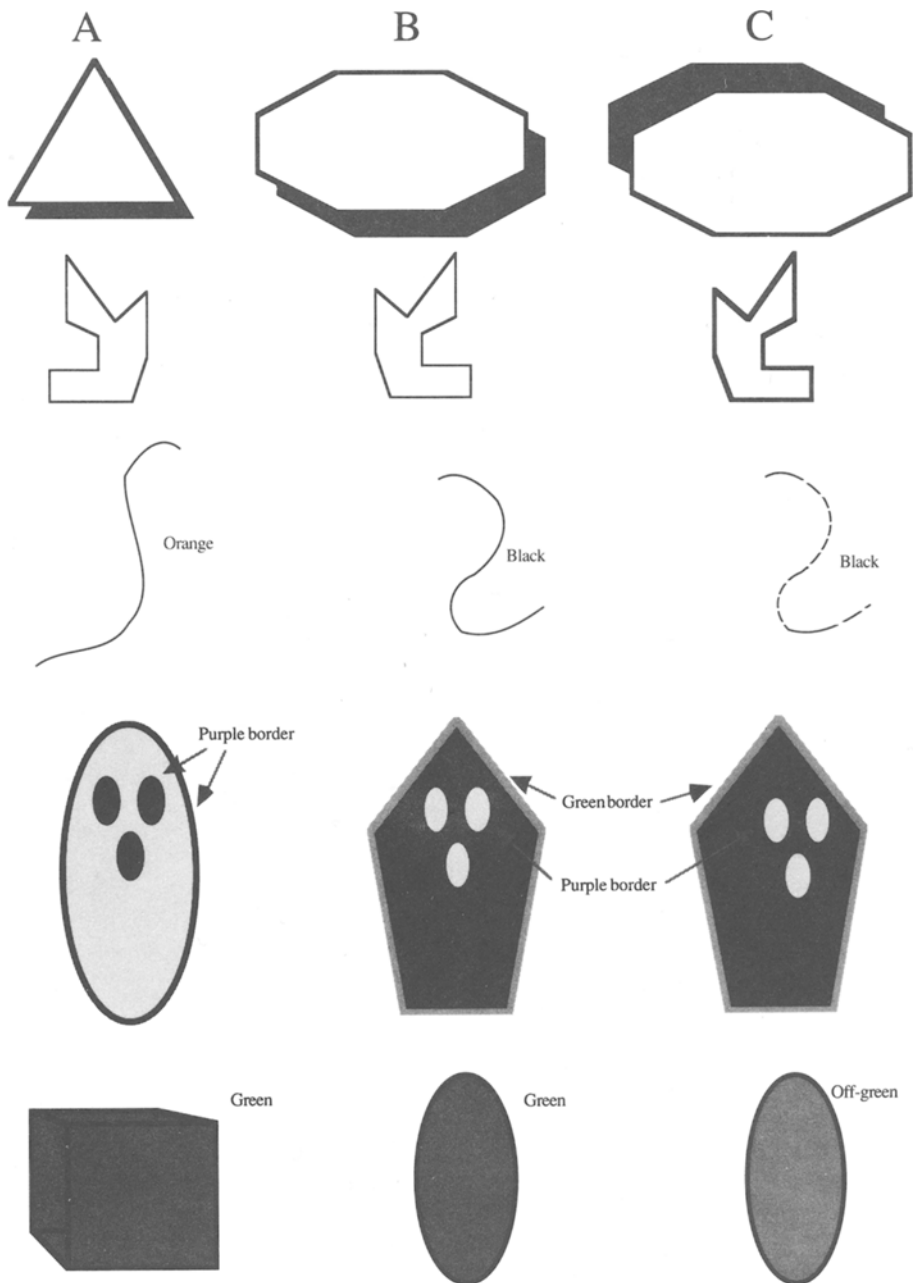 A B C
Orange
Black
Black
Purple border
Green border
Purple border
Green
Green
Off-green